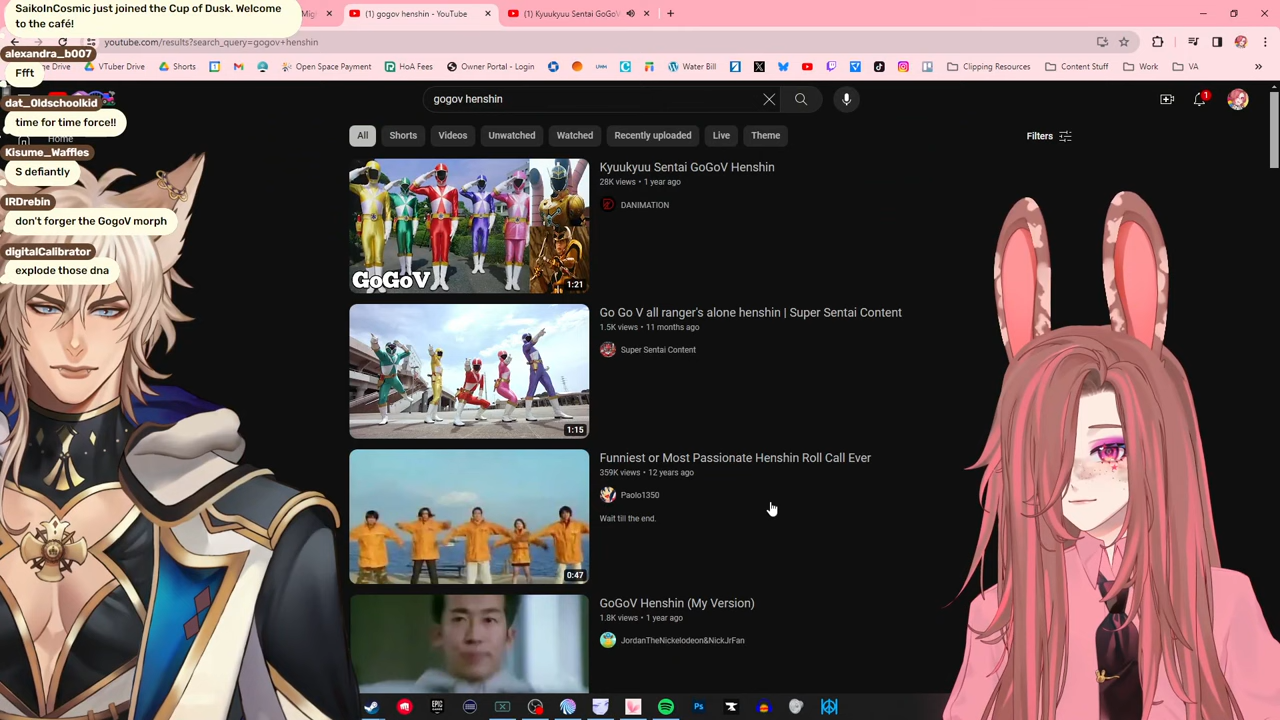 SaikoInCosmic just joined the Cup of Dusk. Welcome
to the café!
alexandra_b007
Ffft
dat_0ldschoolkid
time for time force!!
Kisume_Waffles
S defiantly
IRDrebin
don't forger the GogoV morph
digitalCalibrator
explode those dna
(1) gogov henshin - YouTube
(1) Kyuukyuu Sentai GoGoV
youtube.com/results?search_query=gogov+henshin
Drive
VTuber Drive
Shorts
Open Space Payment
HoA Fees
Owner Portal - Login
Water Bill
Clipping Resources
Content Stuff
Work
VA
gogov henshin
1
Home
All
Shorts
Videos
Unwatched
Watched
Recently uploaded
Live
Theme
Filters
GoGoV
1:21
Kyuukyuu Sentai GoGoV Henshin
28K views • 1 year ago
DANIMATION
1:15
Go Go V all ranger's alone henshin | Super Sentai Content
1.5K views • 11 months ago
Super Sentai Content
0:47
Funniest or Most Passionate Henshin Roll Call Ever
359K views • 12 years ago
Paolo1350
Wait till the end.
GoGoV Henshin (My Version)
1.8K views • 1 year ago
JordanTheNickelodeon&NickJrFan
EPIC
Ps